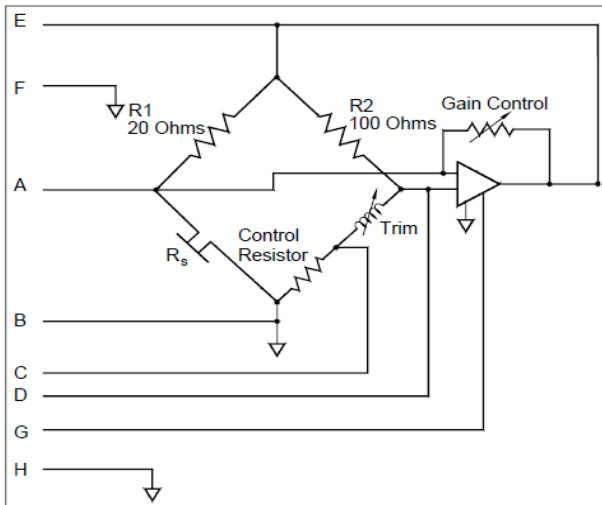 E
F
R1
20 Ohms
R2
100 Ohms
Gain Control
A
Trim
Control
Resistor
Rs
B
C
D
G
H